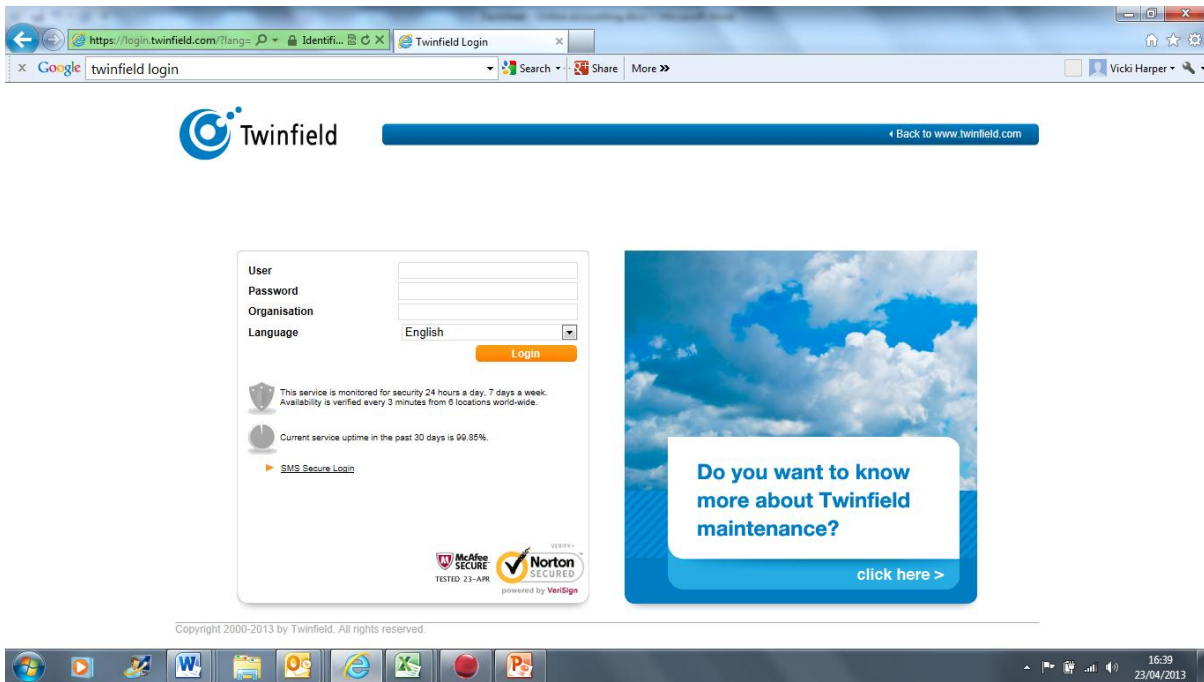 https://login.twinfield.com/?lang= Identifi... Twinfield Login
Google twinfield login Search Share More >> Vicki Harper
Twinfield
Back to www.twinfield.com
User
Password
Organisation
Language English
Login
This service is monitored for security 24 hours a day, 7 days a week.
Availability is verified every 3 minutes from 6 locations world-wide.
Current service uptime in the past 30 days is 99.85%.
SMS Secure Login
McAfee
SECURE
TESTED 23-APR
VERIFY
Norton
SECURED
powered by VeriSign
Do you want to know
more about Twinfield
maintenance?
click here >
Copyright 2000-2013 by Twinfield. All rights reserved.
16:39
23/04/2013